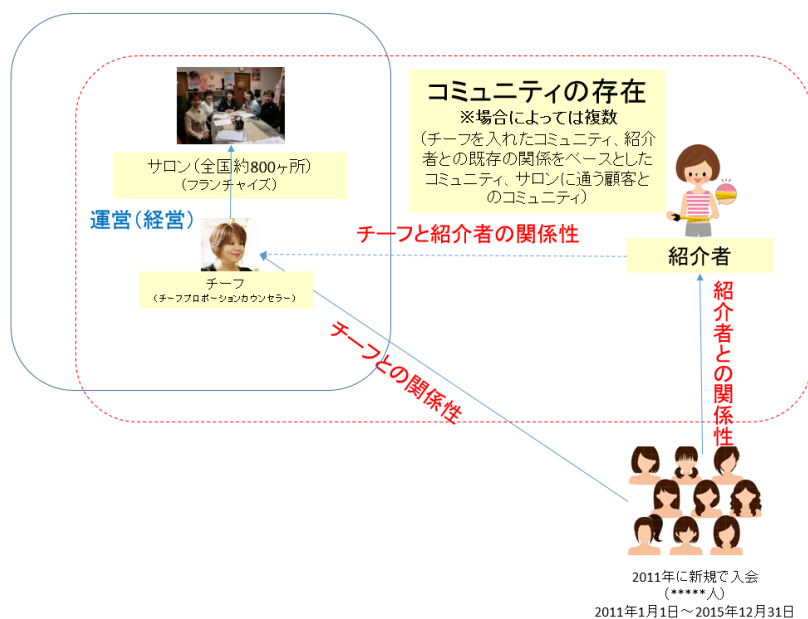 コミュニティの存在
※場合によっては複数
(チーフを入れたコミュニティ、紹介
者との既存の関係をベースとした
コミュニティ、サロンに通う顧客と
のコミュニティ)
サロン(全国約800ヶ所)
(フランチャイズ)
運営(経営)
チーフと紹介者の関係性
紹介者
チーフ
(チーフプロポーションカウンセラー)
チーフとの関係性
紹介者との関係性
2011年に新規で入会
(*****人)
2011年1月1日~2015年12月31日